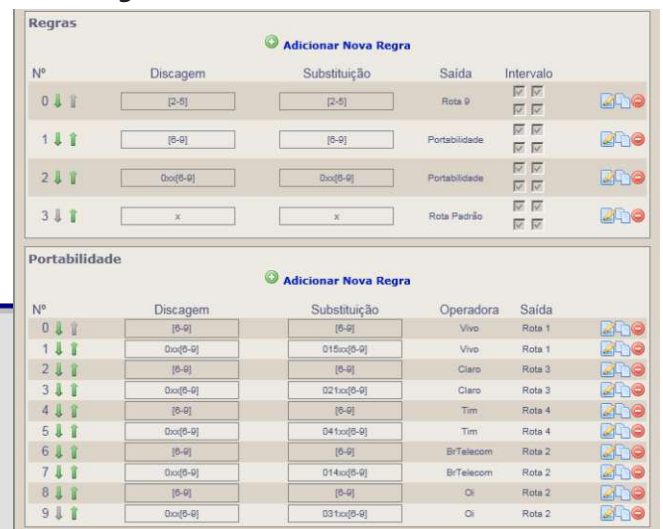 Regras
Adicionar Nova Regra
Nº Discagem Substituição Saída Intervalo
0 [2-5] [2-5] Rota 9
1 [6-9] [6-9] Portabilidade
2 0xx[6-9] 0xx[6-9] Portabilidade
3 x x Rota Padrão
Portabilidade
Adicionar Nova Regra
Nº Discagem Substituição Operadora Saída
0 [6-9] [6-9] Vivo Rota 1
1 0xx[6-9] 015xx[6-9] Vivo Rota 1
2 [6-9] [6-9] Claro Rota 3
3 0xx[6-9] 021xx[6-9] Claro Rota 3
4 [6-9] [6-9] Tim Rota 4
5 0xx[6-9] 041xx[6-9] Tim Rota 4
6 [6-9] [6-9] BrTelecom Rota 2
7 0xx[6-9] 014xx[6-9] BrTelecom Rota 2
8 [6-9] [6-9] Oi Rota 2
9 0xx[6-9] 031xx[6-9] Oi Rota 2